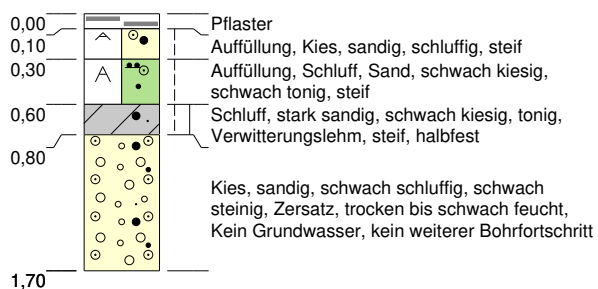 0,00 Pflaster
0,10 Auffüllung, Kies, sandig, schluffig, steif
0,30 Auffüllung, Schluff, Sand, schwach kiesig,
schwach tonig, steif
0,60 Schluff, stark sandig, schwach kiesig, tonig,
Verwitterungslehm, steif, halbfest
0,80
Kies, sandig, schwach schluffig, schwach
steinig, Zersatz, trocken bis schwach feucht,
Kein Grundwasser, kein weiterer Bohrfortschritt
1,70